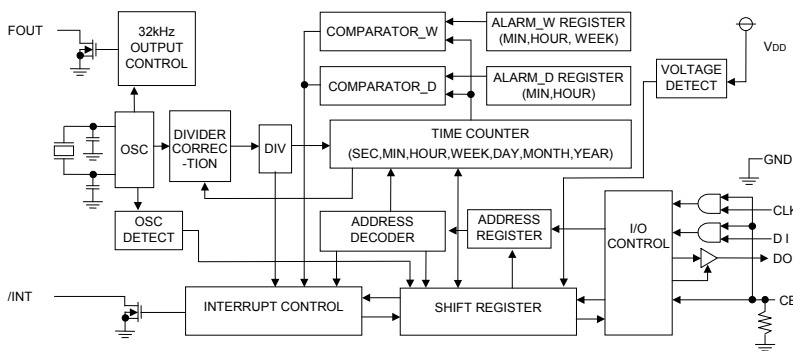 FOUT
32kHz
OUTPUT
CONTROL
COMPARATOR_W
ALARM_W REGISTER
(MIN,HOUR, WEEK)
COMPARATOR_D
ALARM_D REGISTER
(MIN,HOUR)
VOLTAGE
DETECT
VDD
OSC
DIVIDER
CORREC
-TION
DIV
TIME COUNTER
(SEC,MIN,HOUR,WEEK,DAY,MONTH,YEAR)
GND
OSC
DETECT
ADDRESS
DECODER
ADDRESS
REGISTER
I/O
CONTROL
CLK
D I
DO
/INT
INTERRUPT CONTROL
SHIFT REGISTER
CE